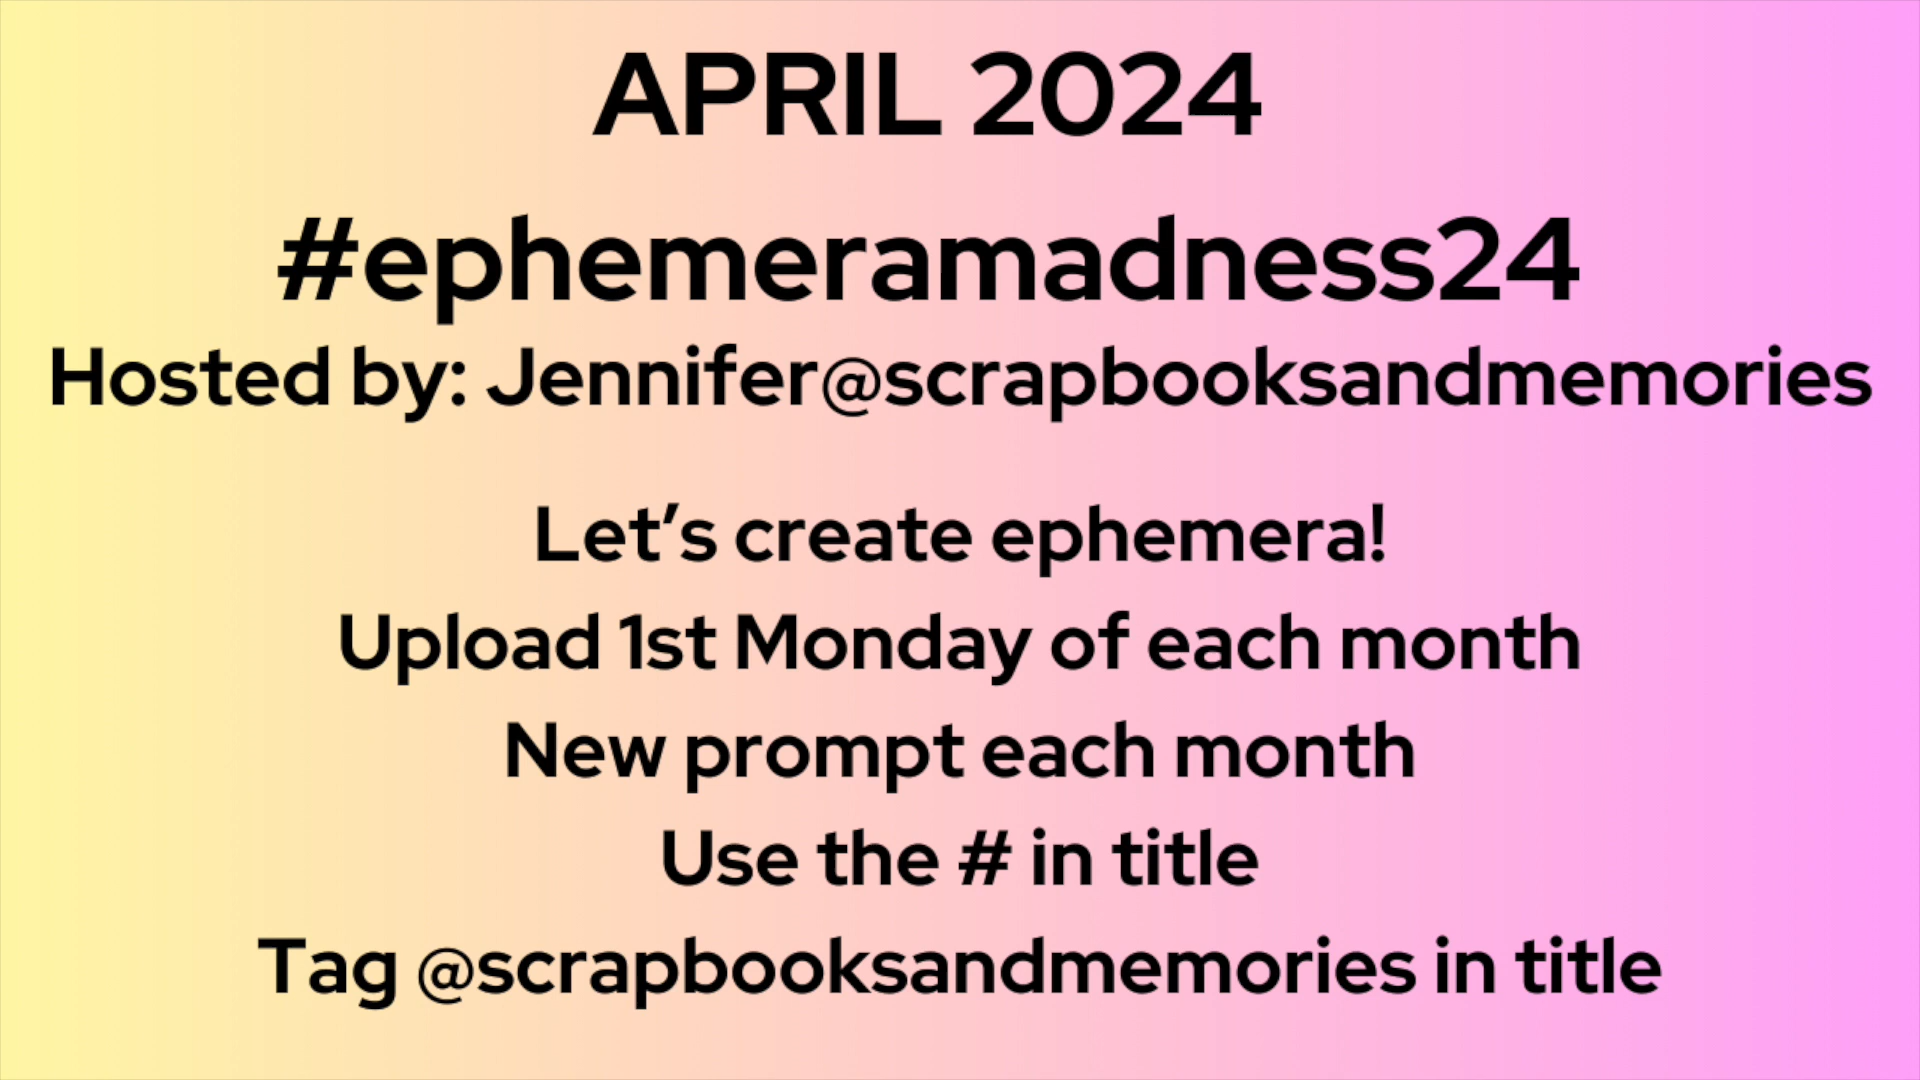 APRIL 2024
#ephemeramadness24
Hosted by: Jennifer@scrapbooksandmemories
Let’s create ephemera!
Upload 1st Monday of each month
New prompt each month
Use the # in title
Tag @scrapbooksandmemories in title